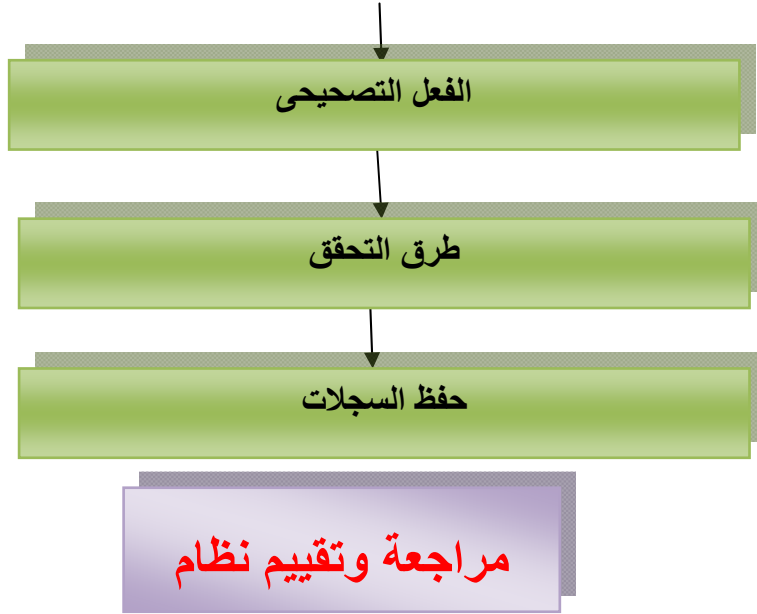 الفعل التصحيحى
طرق التحقق
حفظ السجلات
مراجعة وتقييم نظام